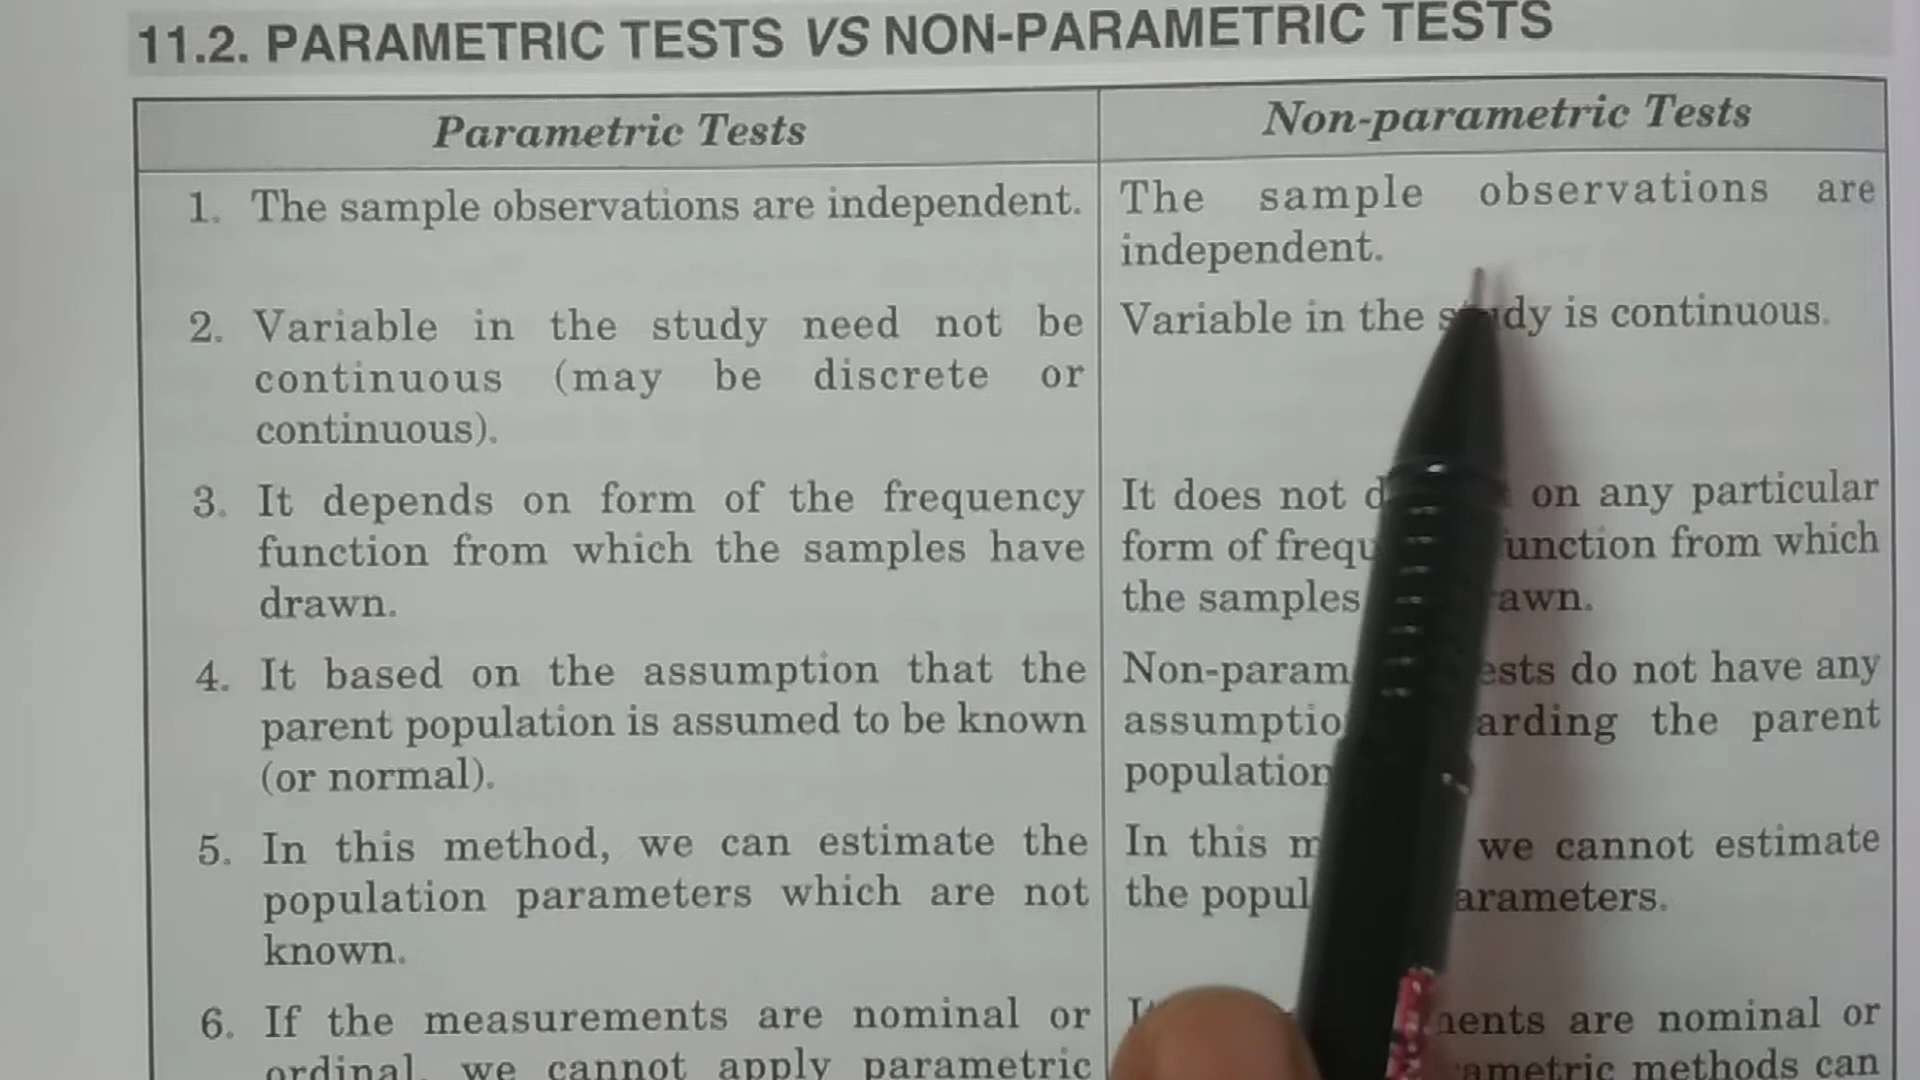 11.2. PARAMETRIC TESTS VS NON-PARAMETRIC TESTS
Parametric Tests
Non-parametric Tests
1. The sample observations are independent.
The sample observations are
independent.
2. Variable in the study need not be
continuous (may be discrete or
continuous).
Variable in the study is continuous.
3. It depends on form of the frequency
function from which the samples have
drawn.
It does not on any particular
form of frequ unction from which
the samples awn.
4. It based on the assumption that the
parent population is assumed to be known
(or normal).
Non-param ests do not have any
assumptio arding the parent
population
5. In this method, we can estimate the
population parameters which are not
known.
In this we cannot estimate
the popul arameters.
6. If the measurements are nominal or
ordinal, we cannot apply parametric
nents are nominal or
ametric methods can